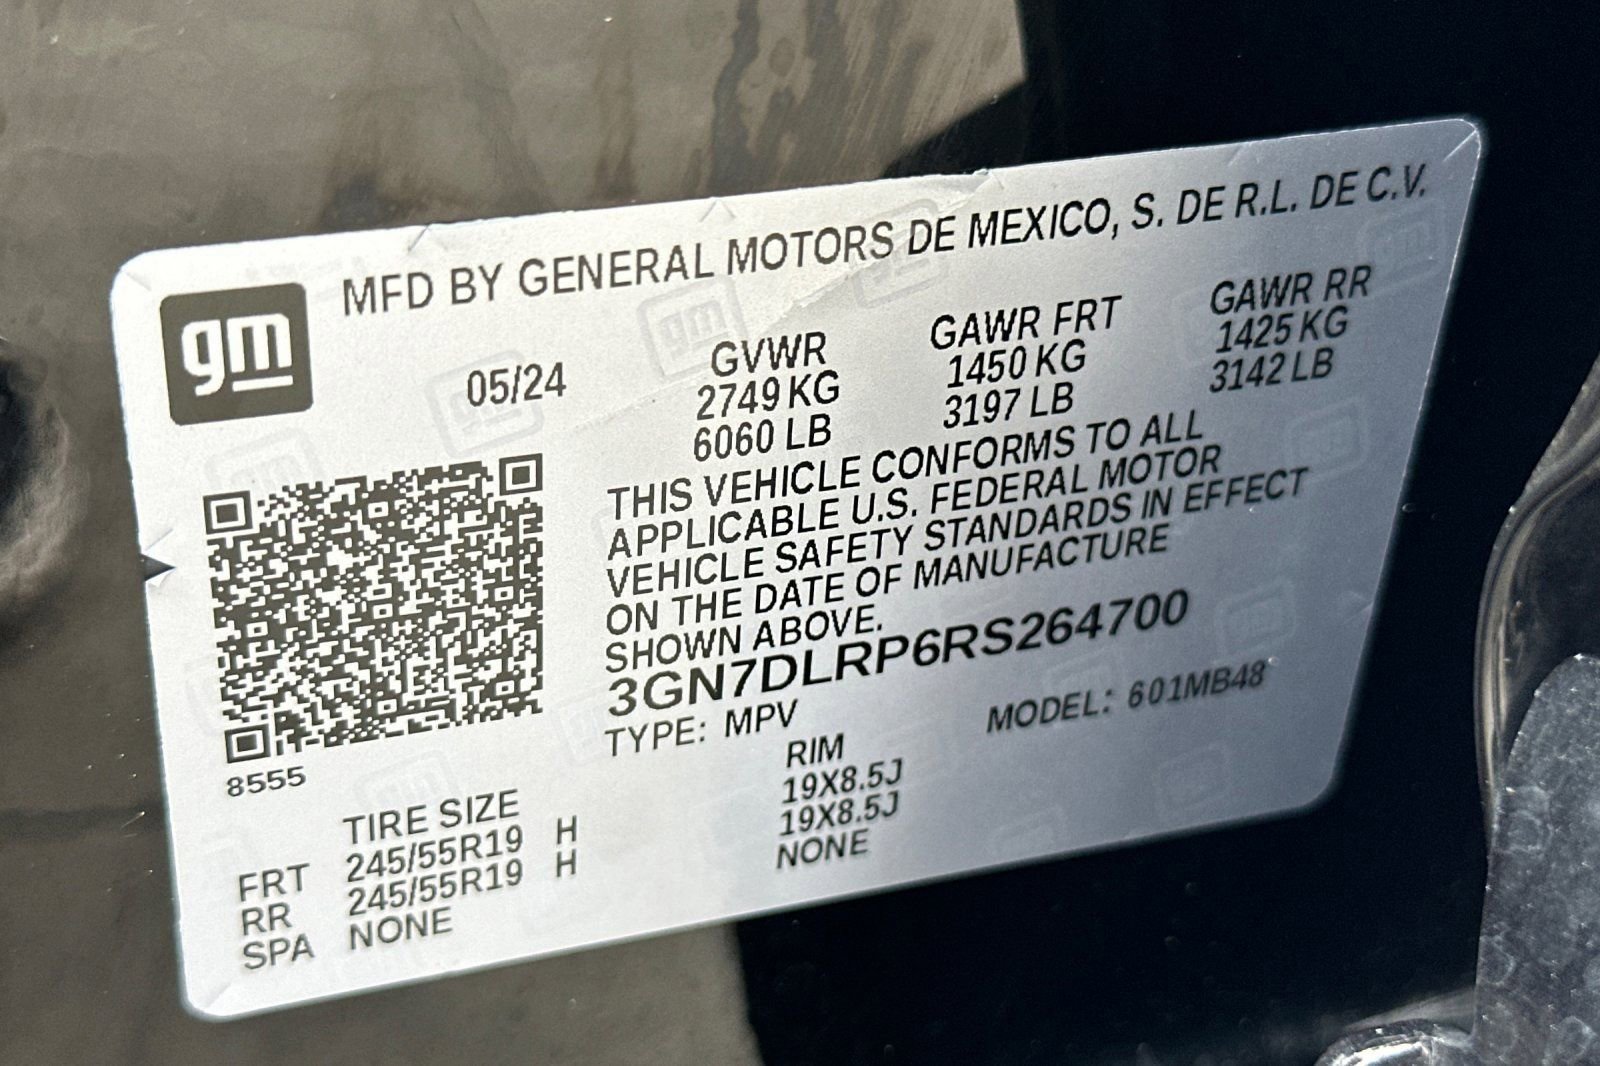 gm
MFD BY GENERAL MOTORS DE MEXICO, S. DE R.L. DE C.V.
05/24
GVWR GAWR FRT GAWR RR
2749 KG 1450 KG 1425 KG
6060 LB 3197 LB 3142 LB
THIS VEHICLE CONFORMS TO ALL
APPLICABLE U.S. FEDERAL MOTOR
VEHICLE SAFETY STANDARDS IN EFFECT
ON THE DATE OF MANUFACTURE
SHOWN ABOVE.
3GN7DLRP6RS264700
TYPE: MPV MODEL: 601MB48
8555
TIRE SIZE RIM
FRT 245/55R19 H 19X8.5J
RR 245/55R19 H 19X8.5J
SPA NONE NONE